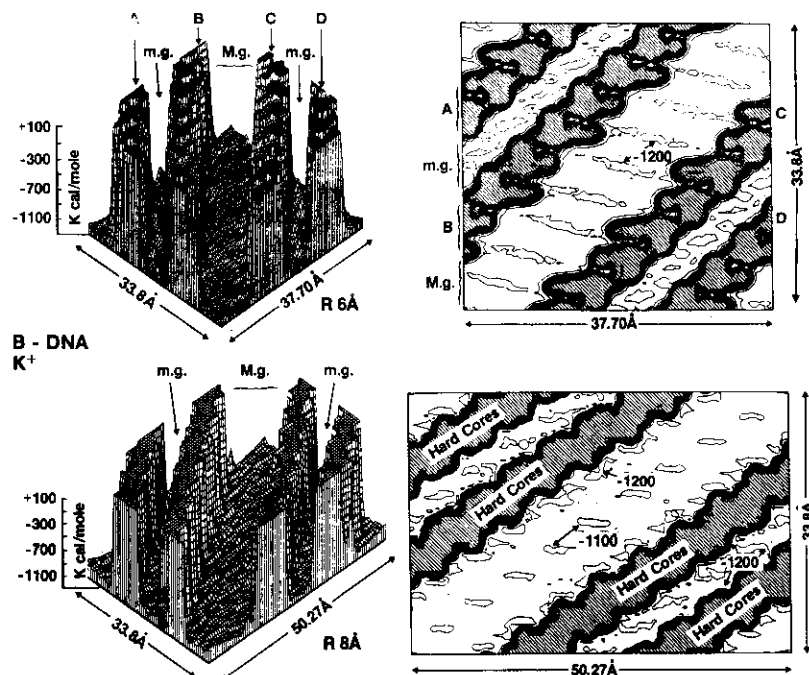 A B C D
m.g. M.g. m.g.
+100
-300
-700
-1100
K cal/mole
33.8Å
37.70Å
R 6Å
A
m.g.
B
M.g.
C
D
-1200
33.8Å
37.70Å
B - DNA
K+
m.g. M.g. m.g.
+100
-300
-700
-1100
K cal/mole
33.8Å
50.27Å
R 8Å
Hard Cores
Hard Cores
-1200
-1100
Hard Cores
-1200
Hard Cores
33.8Å
50.27Å